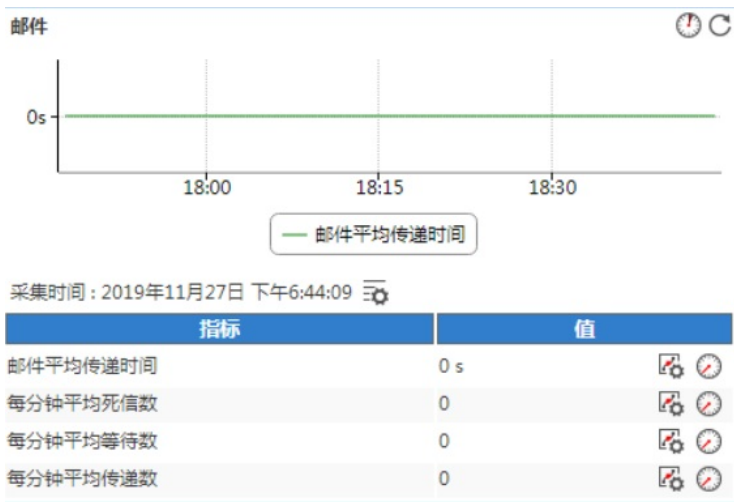 邮件
0s
18:00 18:15 18:30
邮件平均传递时间
采集时间 : 2019年11月27日 下午6:44:09
指标 值
邮件平均传递时间 0 s
每分钟平均死信数 0
每分钟平均等待数 0
每分钟平均传递数 0